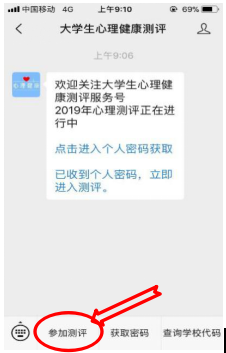 中国移动 4G 上午9:10 69%
大学生心理健康测评
上午9:06
欢迎关注大学生心理健
康测评服务号
2019年心理测评正在进
行中
点击进入个人密码获取
已收到个人密码，立即
进入测评。
参加测评 获取密码 查询学校代码